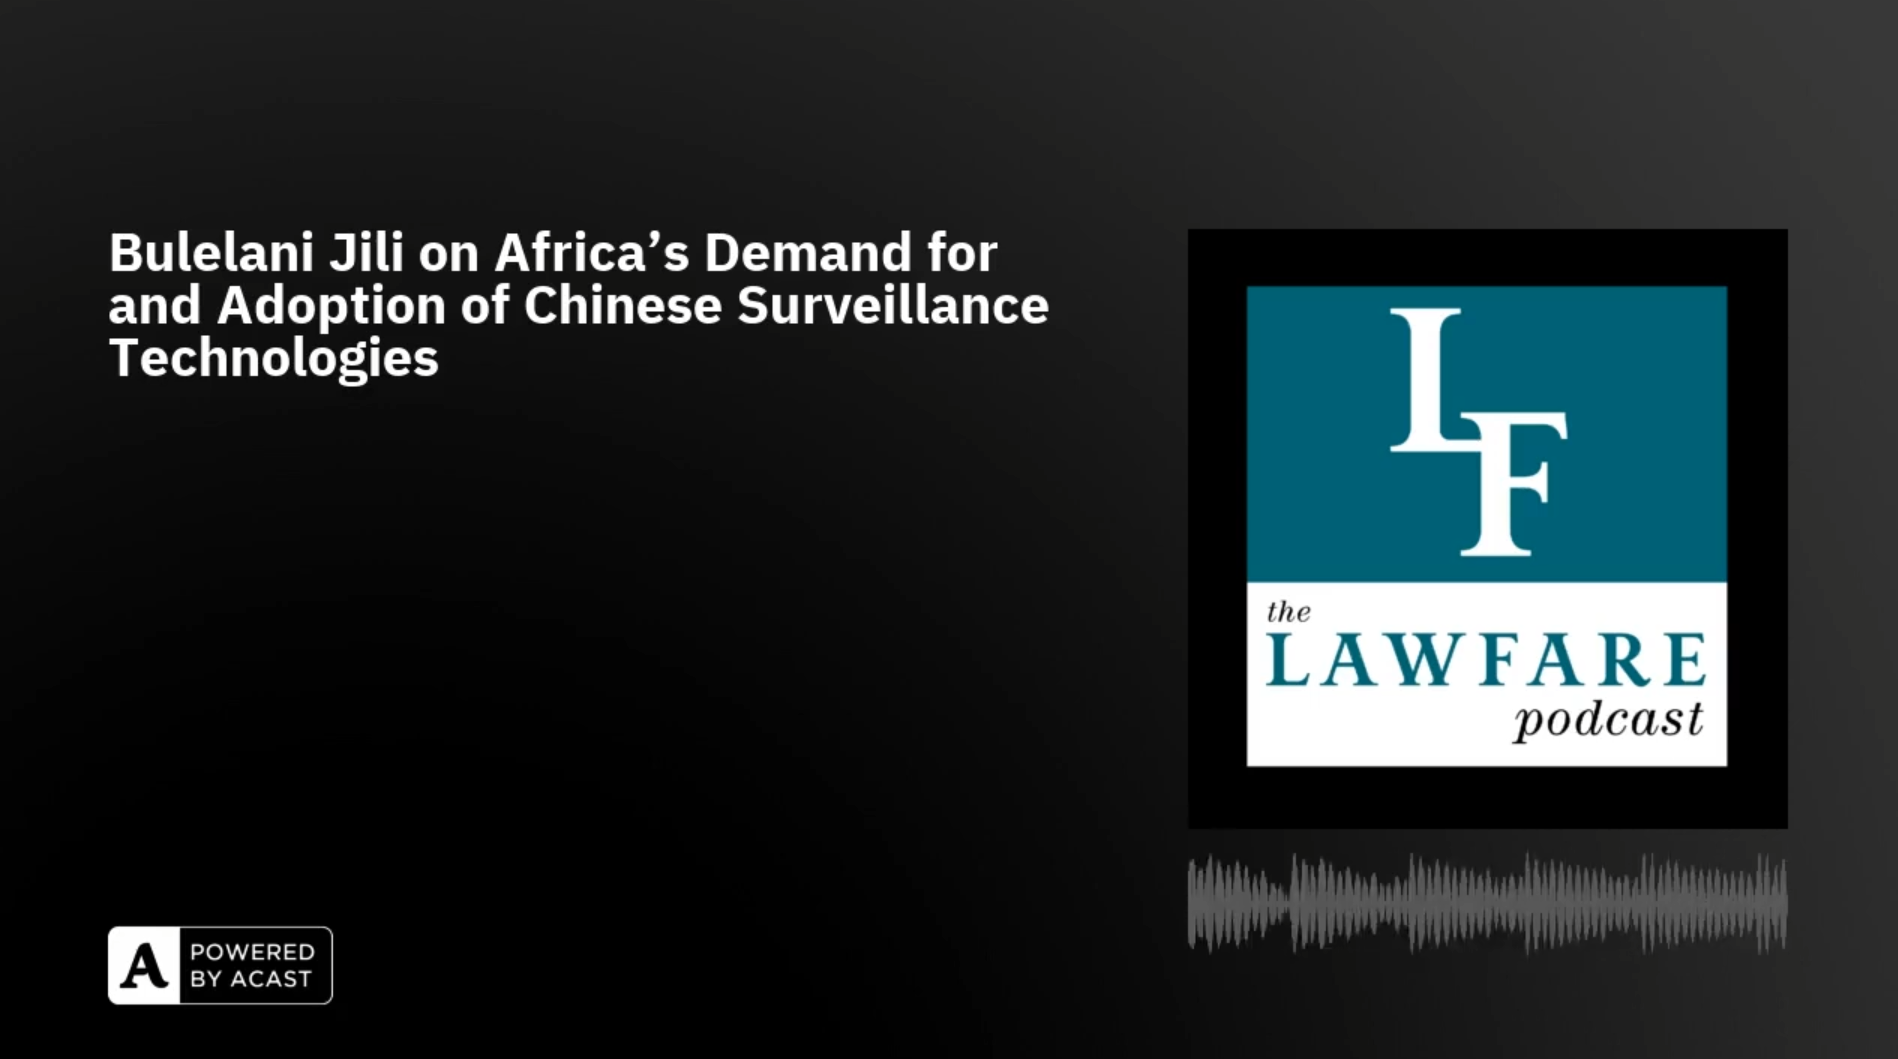 Bulelani Jili on Africa’s Demand for
and Adoption of Chinese Surveillance
Technologies
LF
the
LAWFARE
podcast
A
POWERED
BY ACAST